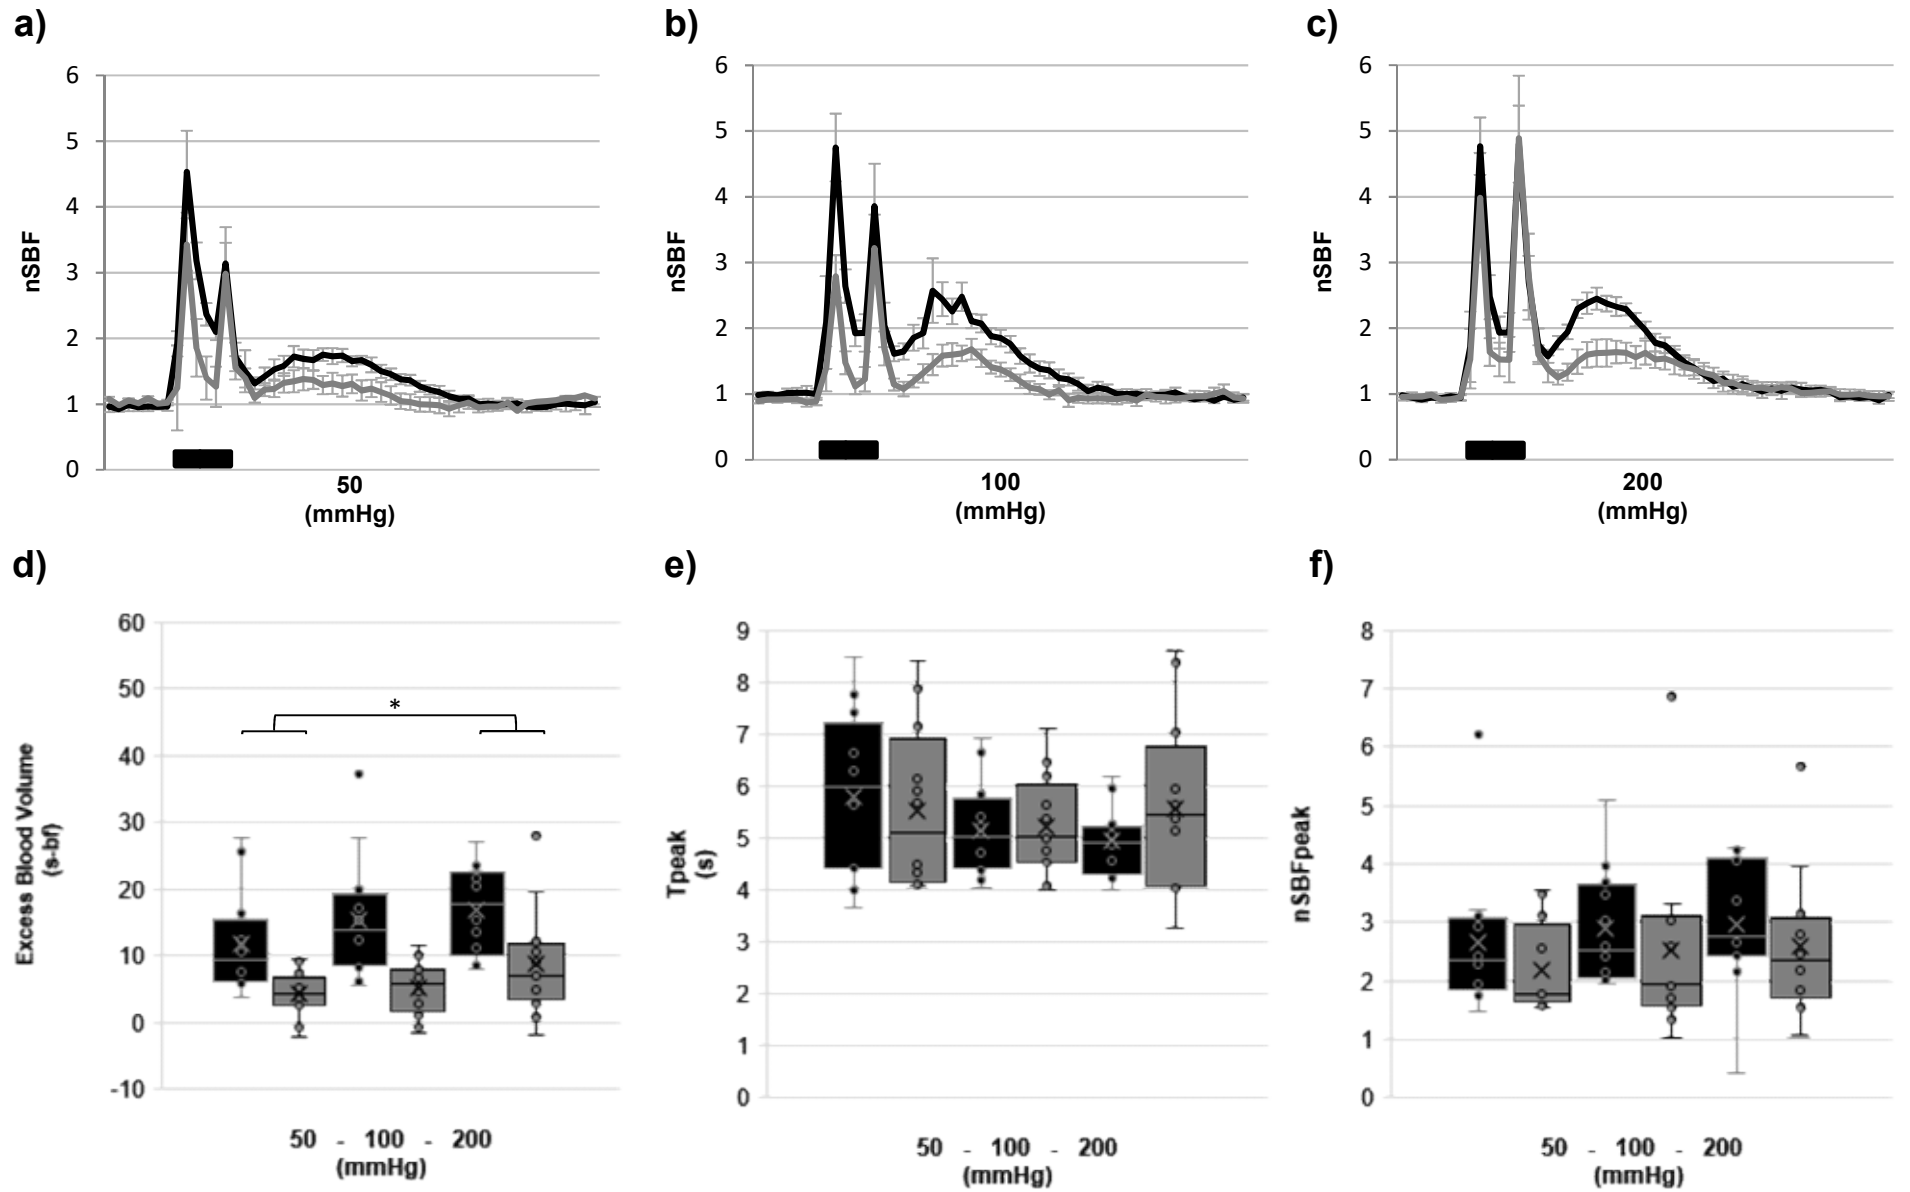 a)
6
5
4
3
2
1
0
nSBF
50
(mmHg)
b)
6
5
4
3
2
1
0
nSBF
100
(mmHg)
c)
6
5
4
3
2
1
0
nSBF
200
(mmHg)
d)
60
50
40
30
20
10
0
-10
Excess Blood Volume
(s-bf)
*
50 - 100 - 200
(mmHg)
e)
9
8
7
6
5
4
3
2
1
0
Tpeak
(s)
50 - 100 - 200
(mmHg)
f)
8
7
6
5
4
3
2
1
0
nSBFpeak
50 - 100 - 200
(mmHg)